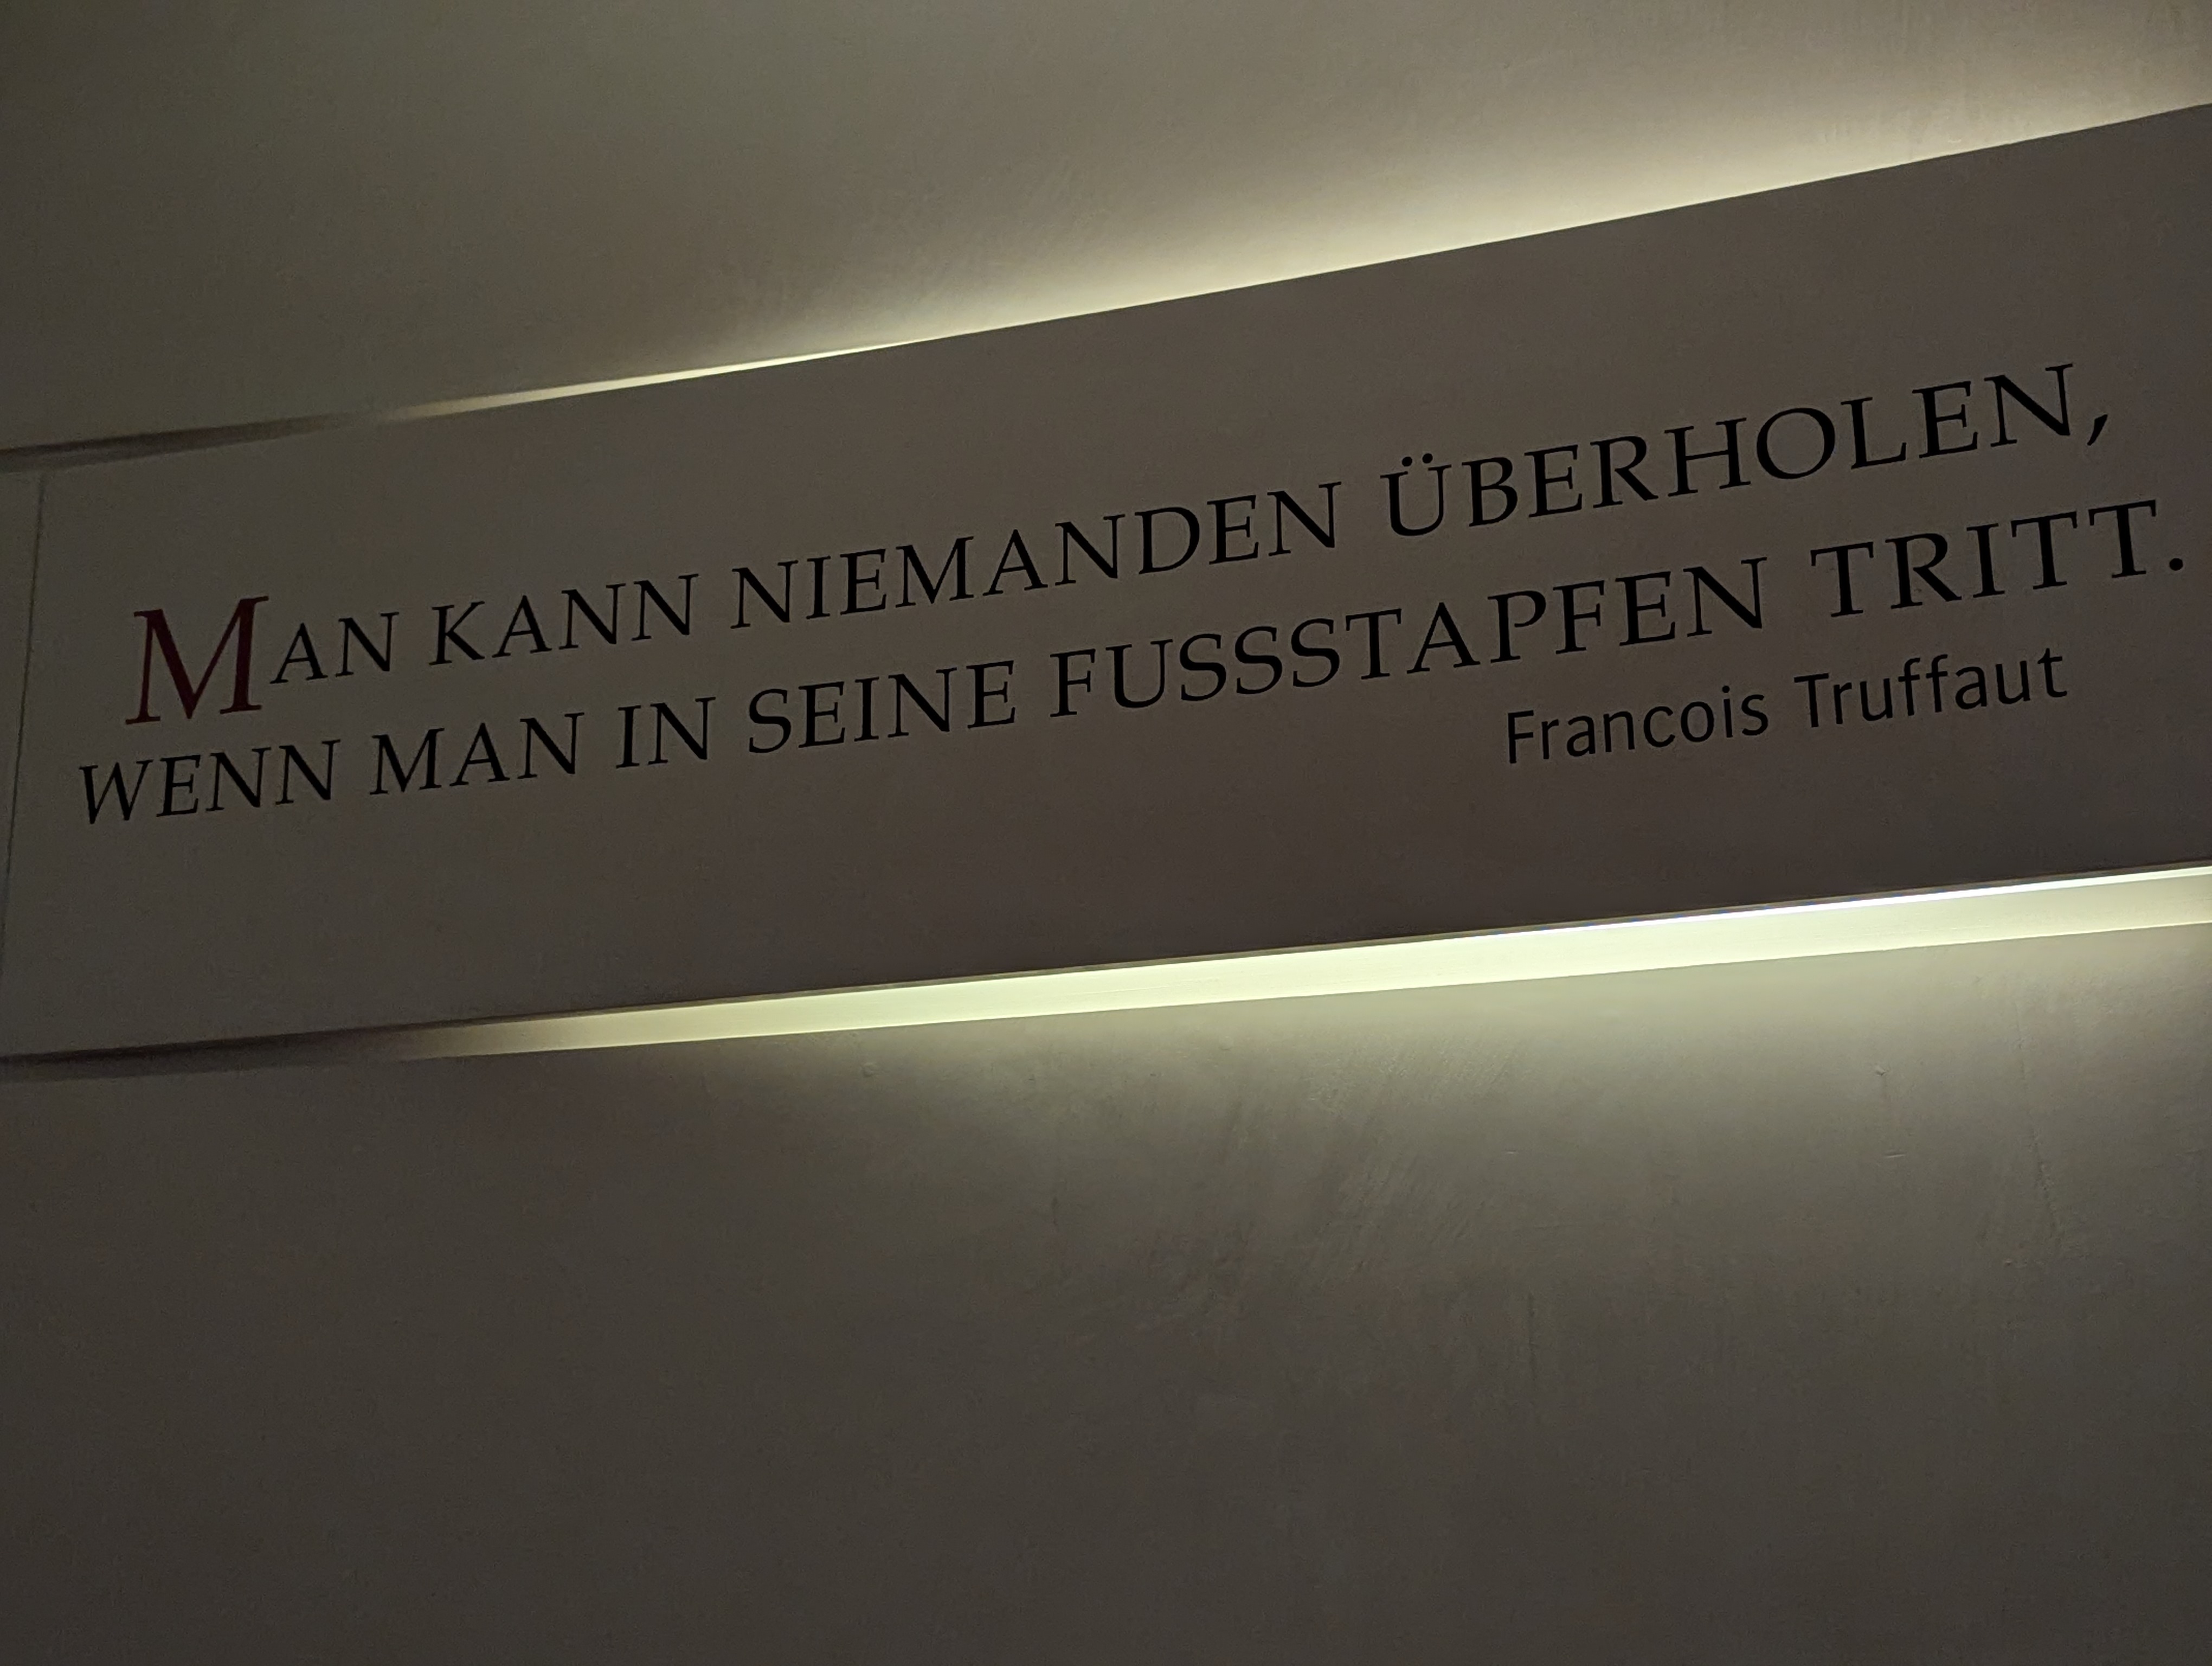 MAN KANN NIEMANDEN ÜBERHOLEN,
WENN MAN IN SEINE FUSSSTAPFEN TRITT.
Francois Truffaut